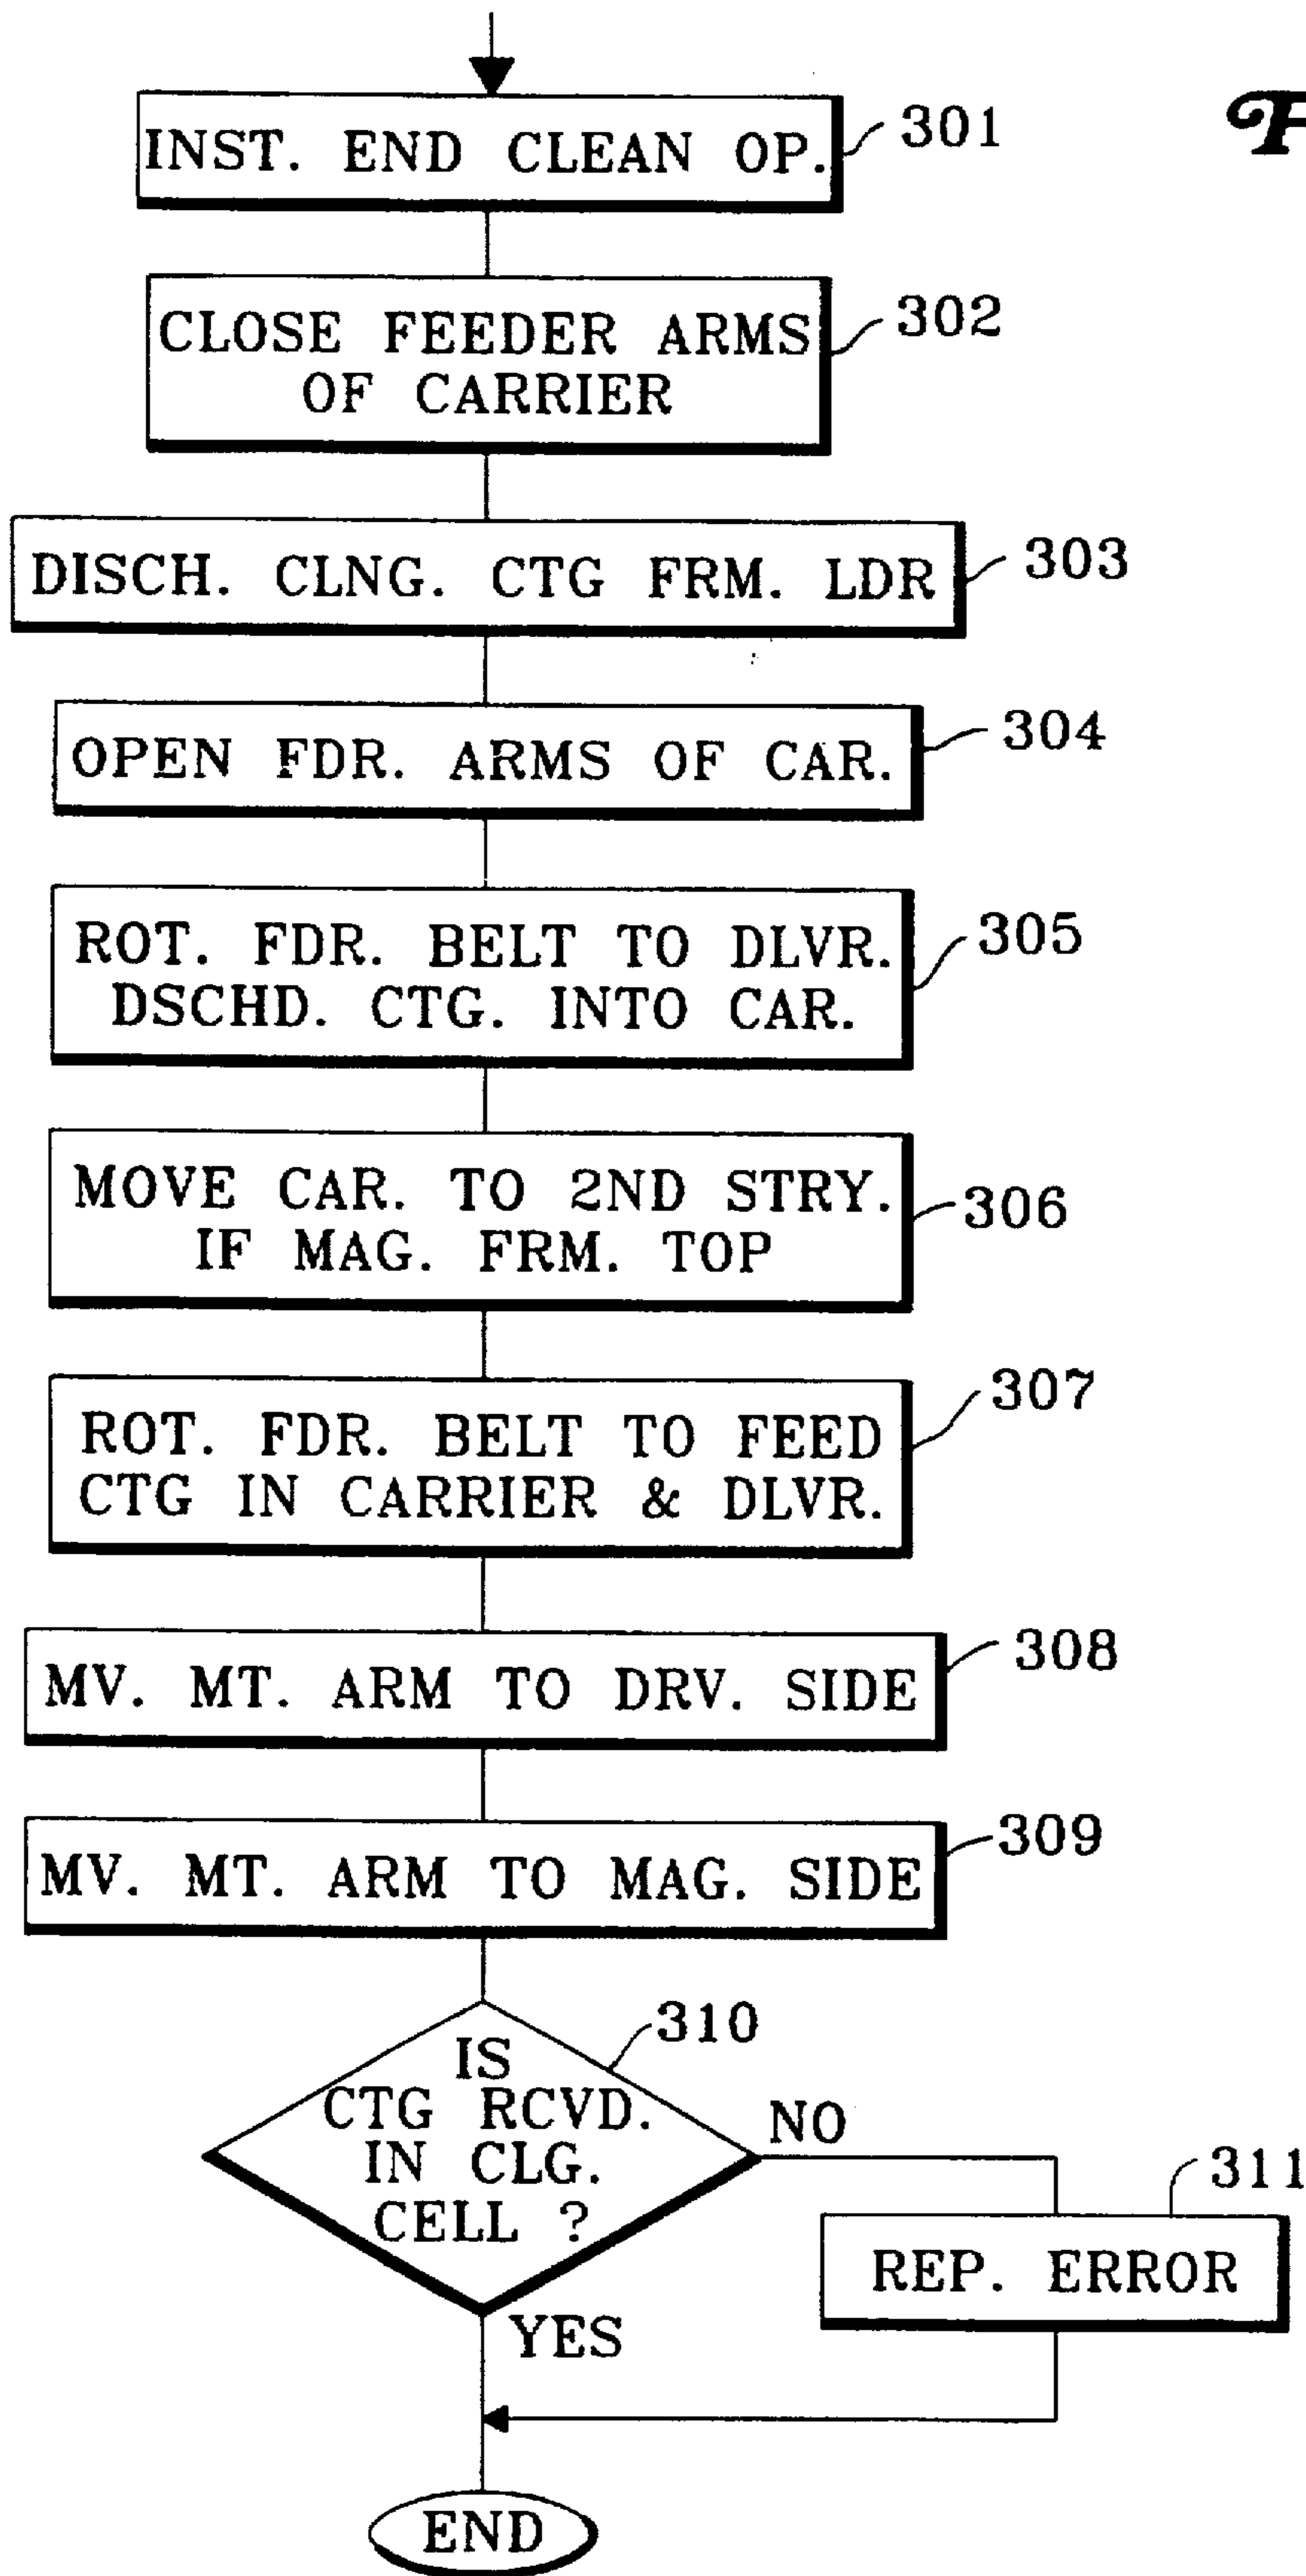 301
INST. END CLEAN OP.
302
CLOSE FEEDER ARMS
OF CARRIER
303
DISCH. CLNG. CTG FRM. LDR
304
OPEN FDR. ARMS OF CAR.
305
ROT. FDR. BELT TO DLVR.
DSCHD. CTG. INTO CAR.
306
MOVE CAR. TO 2ND STRY.
IF MAG. FRM. TOP
307
ROT. FDR. BELT TO FEED
CTG IN CARRIER & DLVR.
308
MV. MT. ARM TO DRV. SIDE
309
MV. MT. ARM TO MAG. SIDE
310
IS
CTG RCVD.
IN CLG.
CELL ?
NO
311
REP. ERROR
YES
END